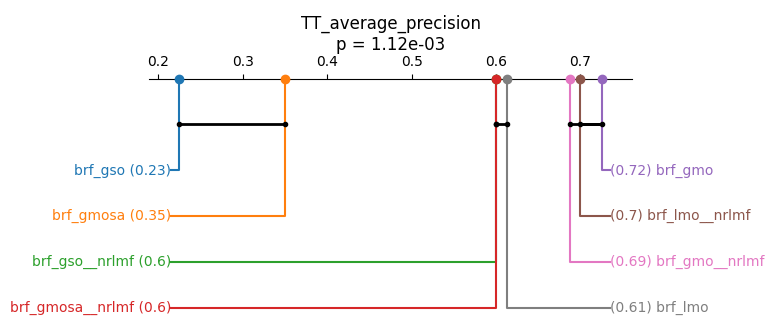 TT_average_precision
p = 1.12e-03
0.2 0.3 0.4 0.5 0.6 0.7
brf_gso (0.23) (0.72) brf_gmo
brf_gmosa (0.35) (0.7) brf_lmo__nrlmf
brf_gso__nrlmf (0.6) (0.69) brf_gmo__nrlmf
brf_gmosa__nrlmf (0.6) (0.61) brf_lmo